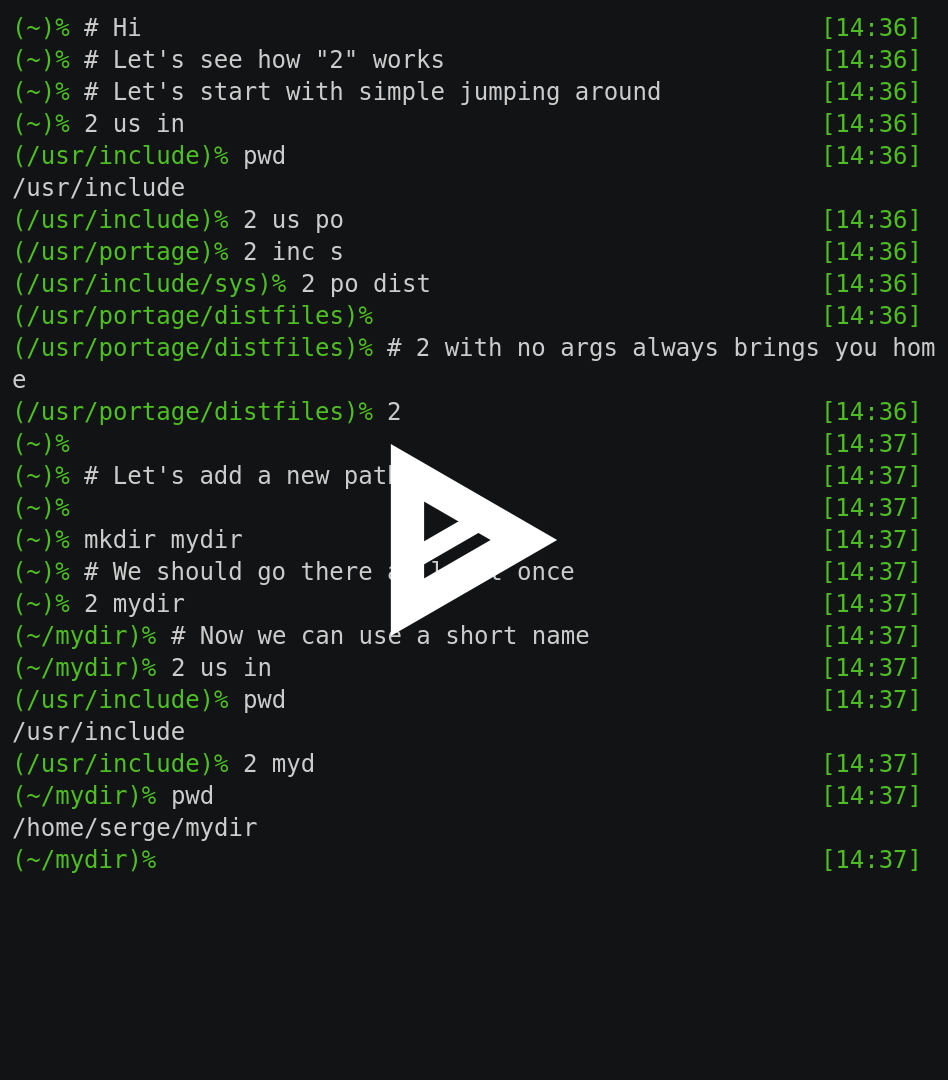 (~)% # Hi [14:36]
(~)% # Let's see how "2" works [14:36]
(~)% # Let's start with simple jumping around [14:36]
(~)% 2 us in [14:36]
(/usr/include)% pwd [14:36]
/usr/include
(/usr/include)% 2 us po [14:36]
(/usr/portage)% 2 inc s [14:36]
(/usr/include/sys)% 2 po dist [14:36]
(/usr/portage/distfiles)% [14:36]
(/usr/portage/distfiles)% # 2 with no args always brings you hom
e
(/usr/portage/distfiles)% 2 [14:36]
(~)% [14:37]
(~)% # Let's add a new path [14:37]
(~)% [14:37]
(~)% mkdir mydir [14:37]
(~)% # We should go there once [14:37]
(~)% 2 mydir [14:37]
(~/mydir)% # Now we can use a short name [14:37]
(~/mydir)% 2 us in [14:37]
(/usr/include)% pwd [14:37]
/usr/include
(/usr/include)% 2 myd [14:37]
(~/mydir)% pwd [14:37]
/home/serge/mydir
(~/mydir)% [14:37]